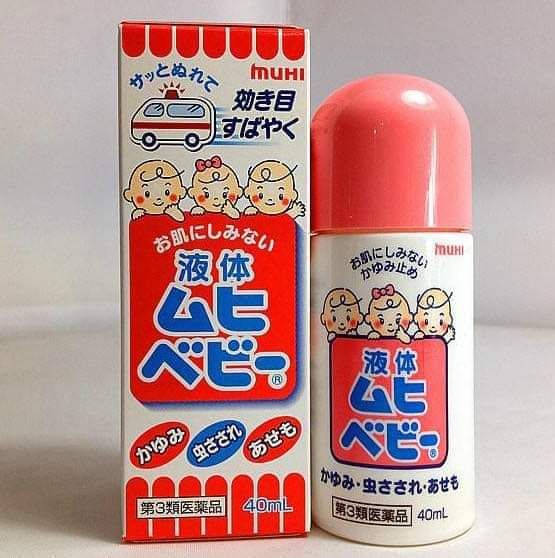 muHI
サッとぬれて
効き目
すばやく
お肌にしみない
液体
ムヒ
ベビー®
かゆみ
虫さされ
あせも
第3類医薬品
40mL
muHI
お肌にしみない
かゆみ止め
液体
ムヒ
ベビー®
かゆみ・虫さされ・あせも
第3類医薬品
40mL